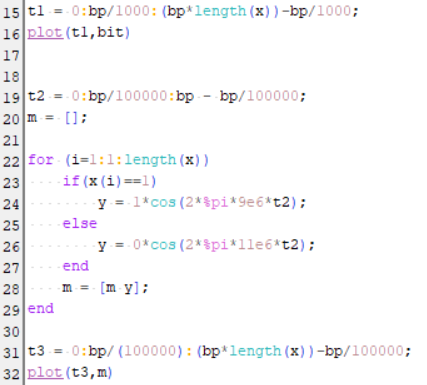 15 t1 = 0:bp/1000:(bp*length(x))-bp/1000;
16 plot(t1,bit)
17
18
19 t2 = 0:bp/100000:bp - bp/100000;
20 m = [];
21
22 for (i=1:1:length(x))
23     if(x(i)==1)
24         y = 1*cos(2*%pi*9e6*t2);
25     else
26         y = 0*cos(2*%pi*11e6*t2);
27     end
28     m = [m y];
29 end
30
31 t3 = 0:bp/(100000):(bp*length(x))-bp/100000;
32 plot(t3,m)